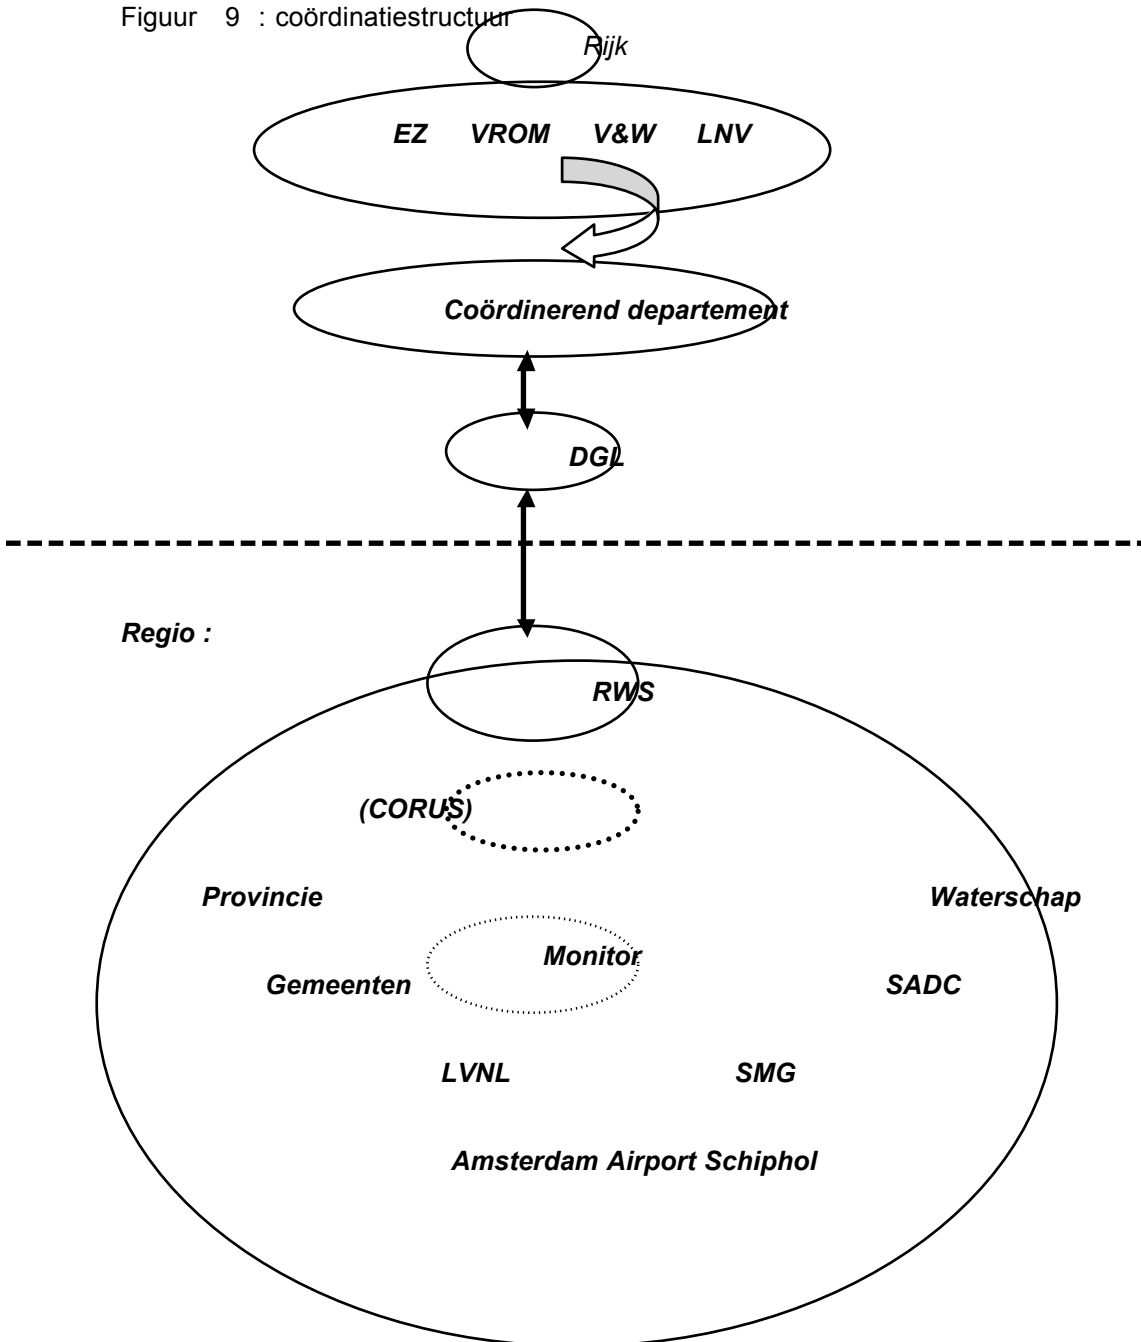 Figuur 9 : coördinatiestructuur
Rijk
EZ VROM V&W LNV
Coördinerend departement
DGL
Regio :
RWS
(CORUS)
Provincie Waterschap
Monitor
Gemeenten SADC
LVNL SMG
Amsterdam Airport Schiphol